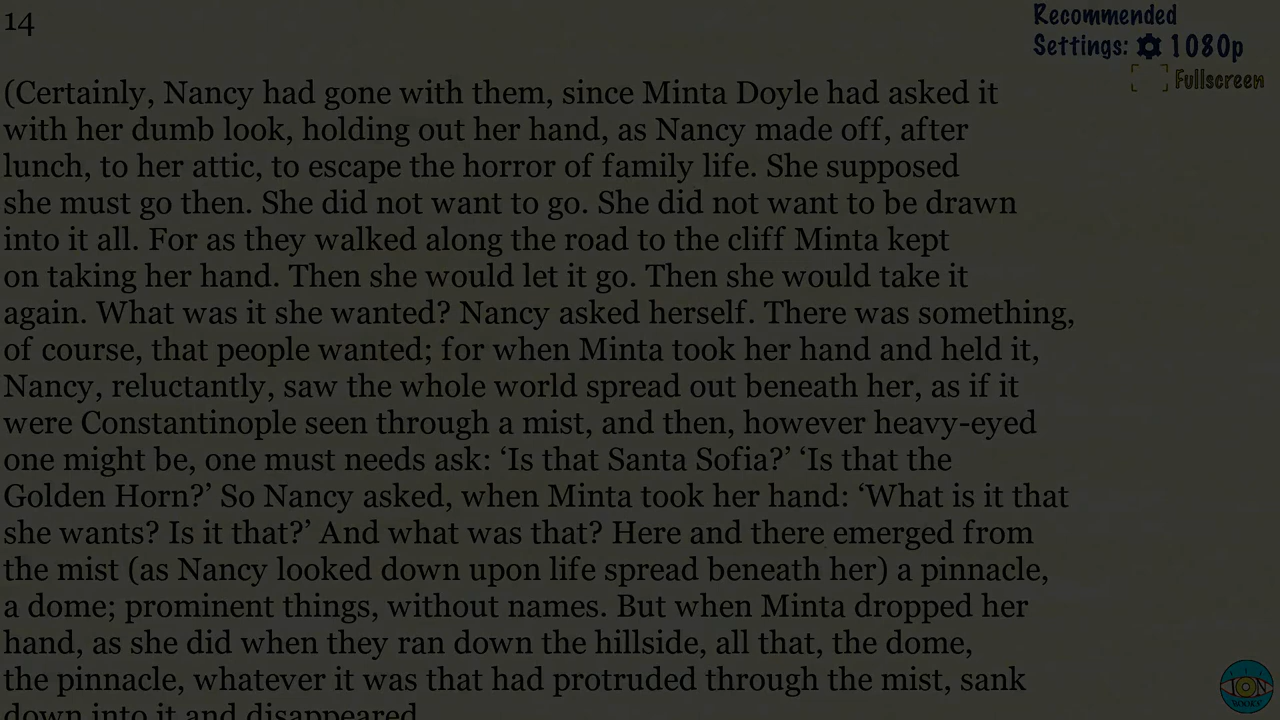 14
Recommended
Settings: 1080p
Fullscreen
(Certainly, Nancy had gone with them, since Minta Doyle had asked it
with her dumb look, holding out her hand, as Nancy made off, after
lunch, to her attic, to escape the horror of family life. She supposed
she must go then. She did not want to go. She did not want to be drawn
into it all. For as they walked along the road to the cliff Minta kept
on taking her hand. Then she would let it go. Then she would take it
again. What was it she wanted? Nancy asked herself. There was something,
of course, that people wanted; for when Minta took her hand and held it,
Nancy, reluctantly, saw the whole world spread out beneath her, as if it
were Constantinople seen through a mist, and then, however heavy-eyed
one might be, one must needs ask: ‘Is that Santa Sofia?’ ‘Is that the
Golden Horn?’ So Nancy asked, when Minta took her hand: ‘What is it that
she wants? Is it that?’ And what was that? Here and there emerged from
the mist (as Nancy looked down upon life spread beneath her) a pinnacle,
a dome; prominent things, without names. But when Minta dropped her
hand, as she did when they ran down the hillside, all that, the dome,
the pinnacle, whatever it was that had protruded through the mist, sank
down into it and disappeared